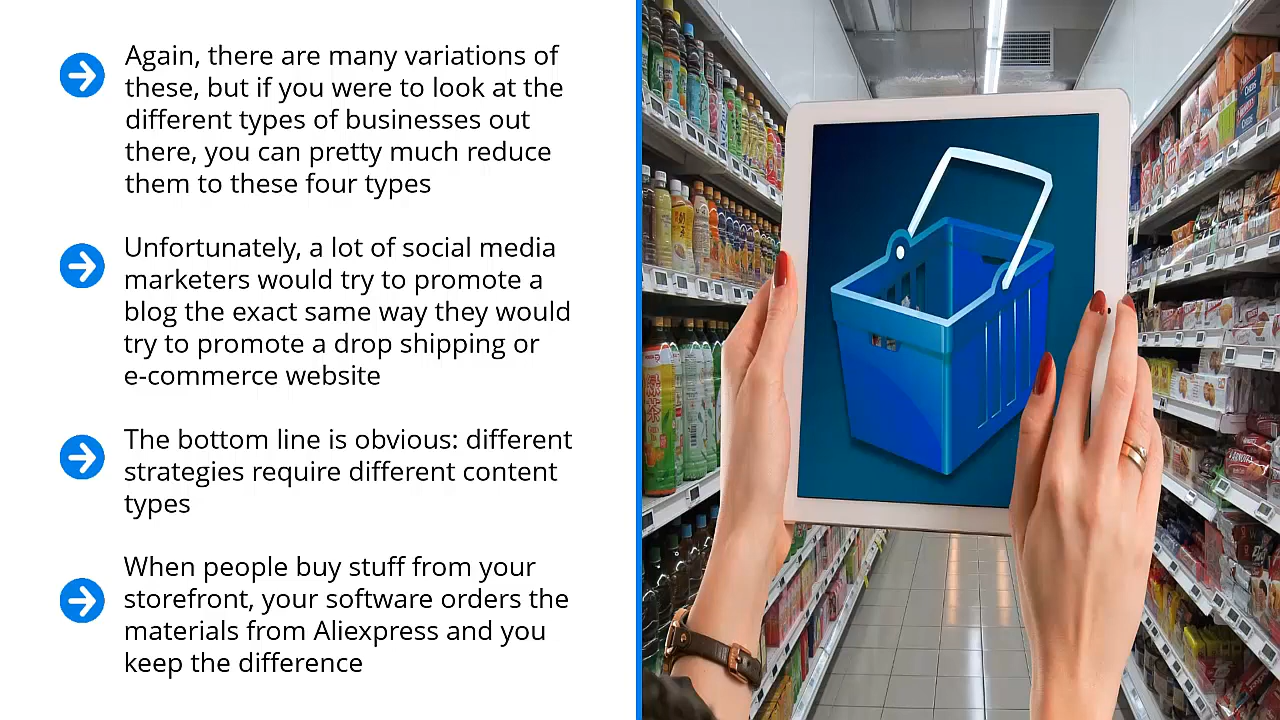 Again, there are many variations of
these, but if you were to look at the
different types of businesses out
there, you can pretty much reduce
them to these four types
Unfortunately, a lot of social media
marketers would try to promote a
blog the exact same way they would
try to promote a drop shipping or
e-commerce website
The bottom line is obvious: different
strategies require different content
types
When people buy stuff from your
storefront, your software orders the
materials from Aliexpress and you
keep the difference